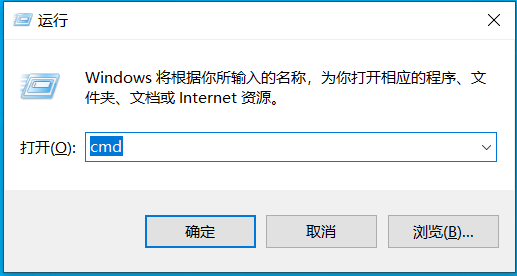 运行
Windows 将根据你所输入的名称，为你打开相应的程序、文
件夹、文档或 Internet 资源。
打开(O): cmd
确定 取消 浏览(B)...